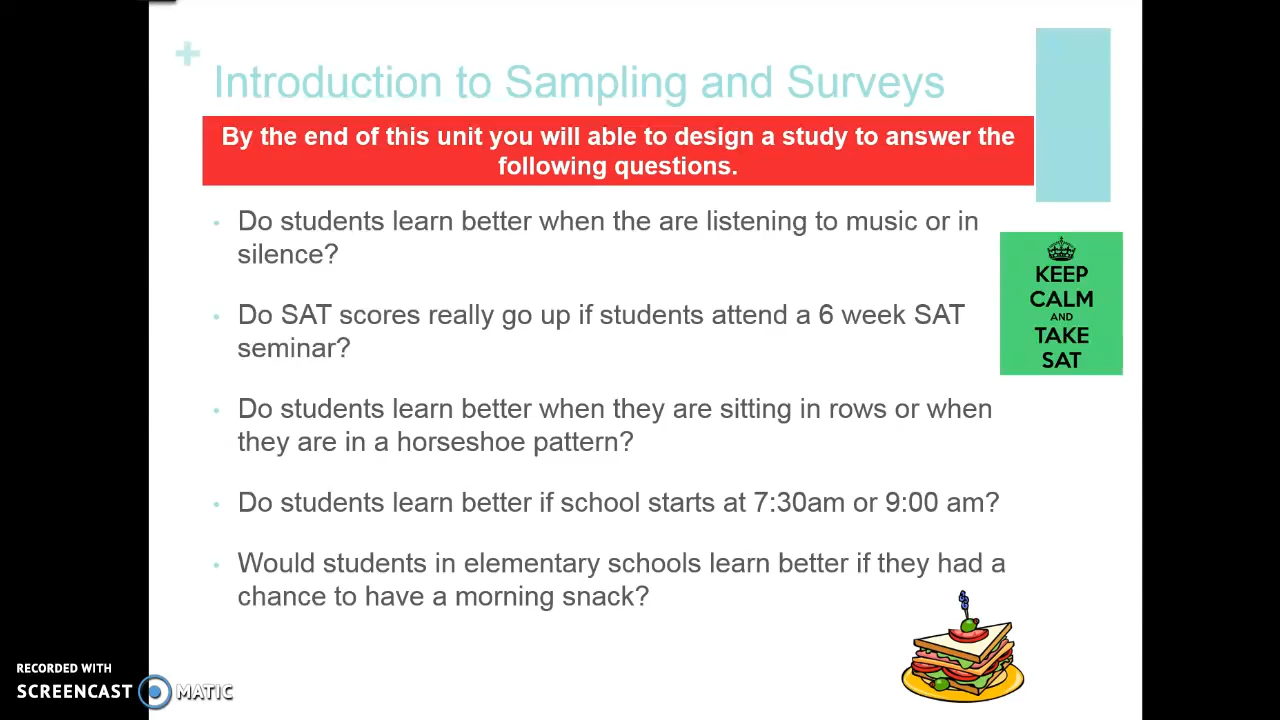 +
Introduction to Sampling and Surveys
By the end of this unit you will able to design a study to answer the
following questions.
• Do students learn better when the are listening to music or in
silence?
• Do SAT scores really go up if students attend a 6 week SAT
seminar?
• Do students learn better when they are sitting in rows or when
they are in a horseshoe pattern?
• Do students learn better if school starts at 7:30am or 9:00 am?
• Would students in elementary schools learn better if they had a
chance to have a morning snack?
KEEP
CALM
AND
TAKE
SAT
RECORDED WITH
SCREENCAST MATIC